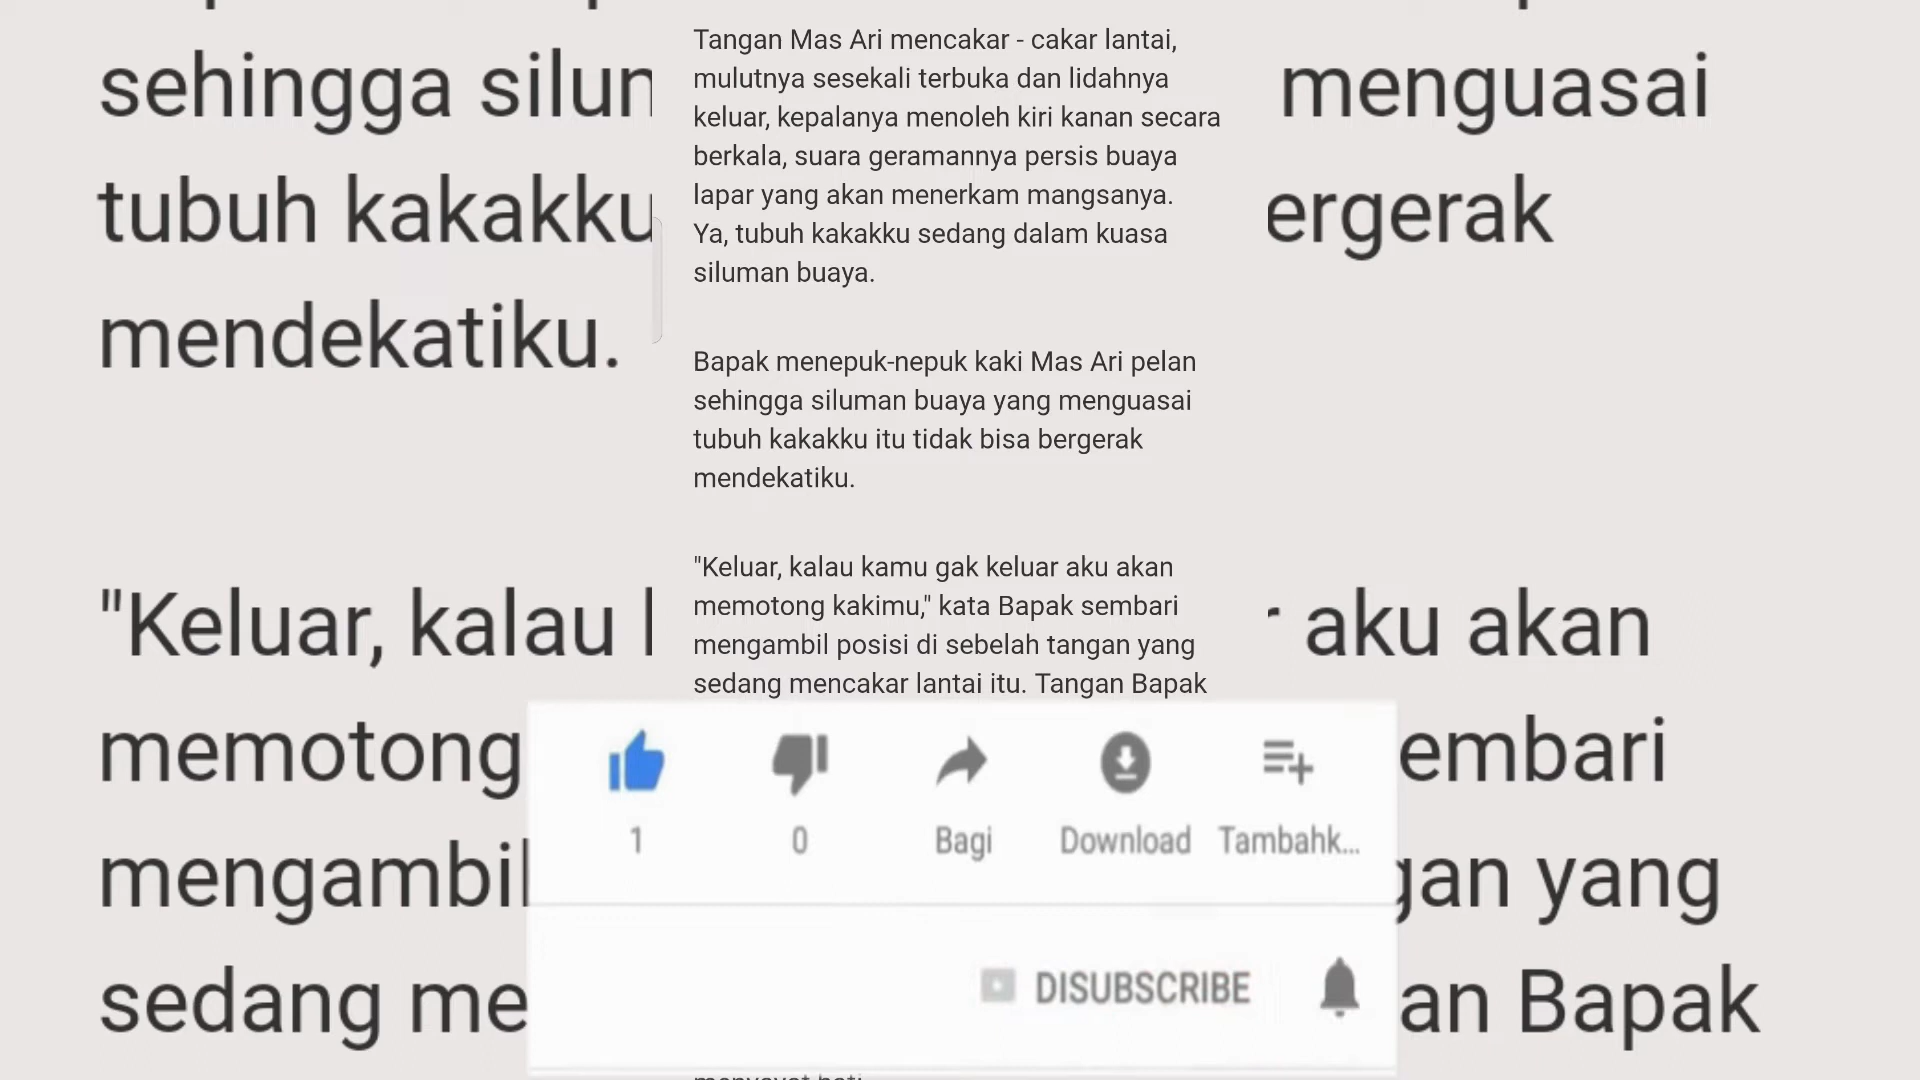 Tangan Mas Ari mencakar - cakar lantai,
mulutnya sesekali terbuka dan lidahnya
keluar, kepalanya menoleh kiri kanan secara
berkala, suara geramannya persis buaya
lapar yang akan menerkam mangsanya.
Ya, tubuh kakakku sedang dalam kuasa
siluman buaya.
Bapak menepuk-nepuk kaki Mas Ari pelan
sehingga siluman buaya yang menguasai
tubuh kakakku itu tidak bisa bergerak
mendekatiku.
"Keluar, kalau kamu gak keluar aku akan
memotong kakimu," kata Bapak sembari
mengambil posisi di sebelah tangan yang
sedang mencakar lantai itu. Tangan Bapak
sehingga silum menguasai
tubuh kakakku ergerak
mendekatiku.
"Keluar, kalau aku akan
memotong embari
mengambil gan yang
sedang me an Bapak
1 0 Bagi Download Tambahk...
DISUBSCRIBE